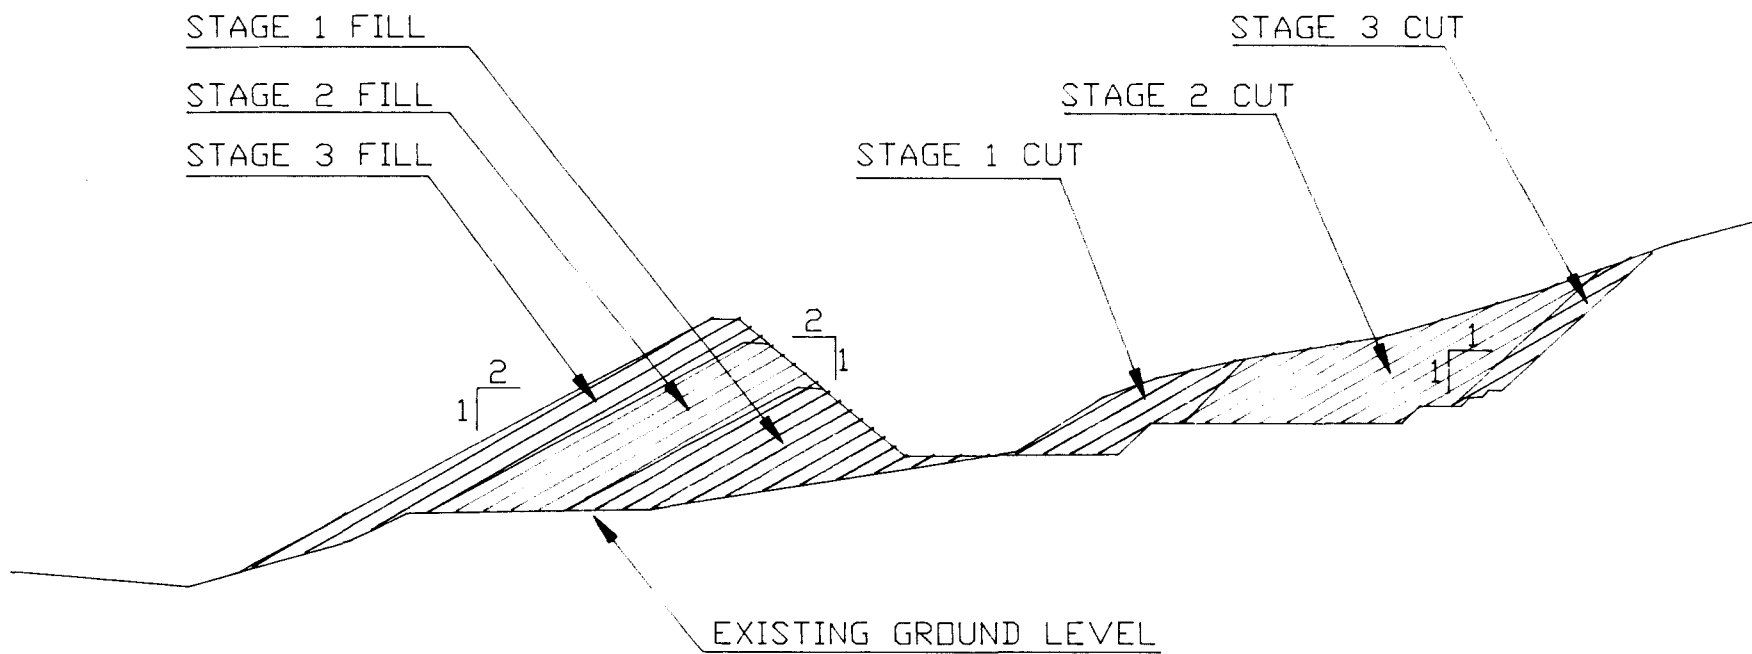 STAGE 1 FILL
STAGE 2 FILL
STAGE 3 FILL
STAGE 3 CUT
STAGE 2 CUT
STAGE 1 CUT
2
1
2
1
1
1
EXISTING GROUND LEVEL